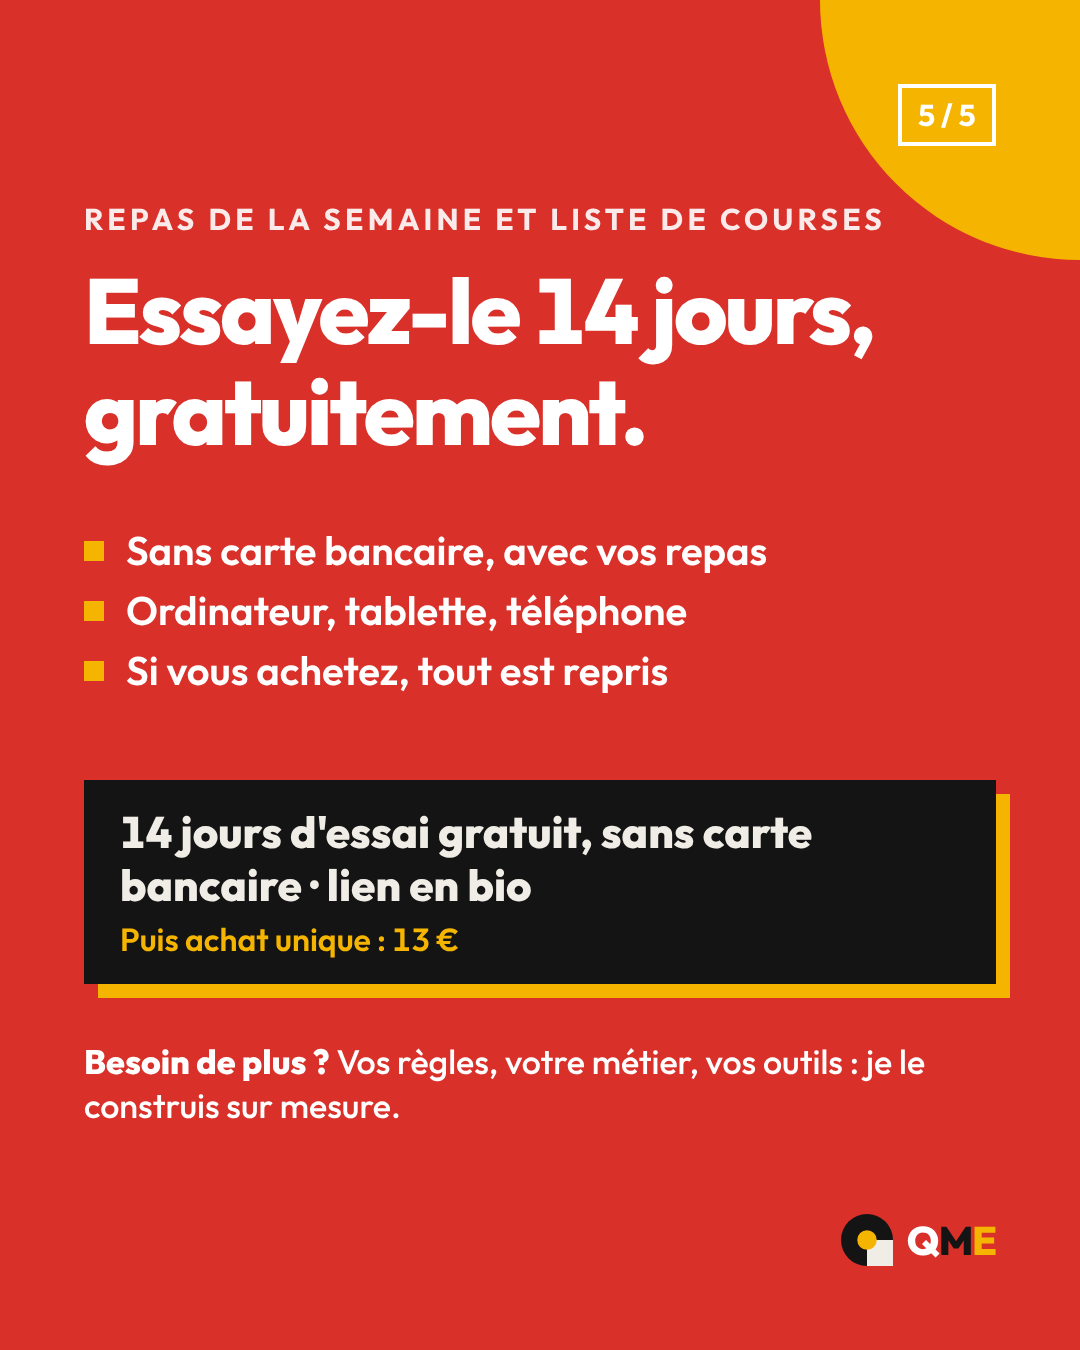 5 / 5
REPAS DE LA SEMAINE ET LISTE DE COURSES
Essayez-le 14 jours,
gratuitement.
Sans carte bancaire, avec vos repas
Ordinateur, tablette, téléphone
Si vous achetez, tout est repris
14 jours d'essai gratuit, sans carte
bancaire · lien en bio
Puis achat unique : 13 €
Besoin de plus ? Vos règles, votre métier, vos outils : je le
construis sur mesure.
QME